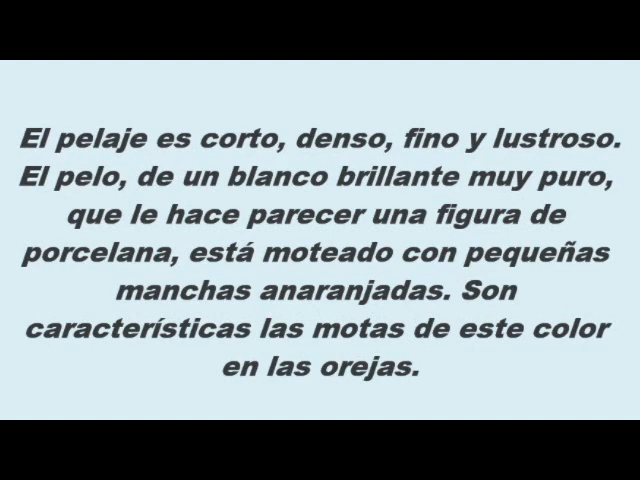 El pelaje es corto, denso, fino y lustroso.
El pelo, de un blanco brillante muy puro,
que le hace parecer una figura de
porcelana, está moteado con pequeñas
manchas anaranjadas. Son
características las motas de este color
en las orejas.